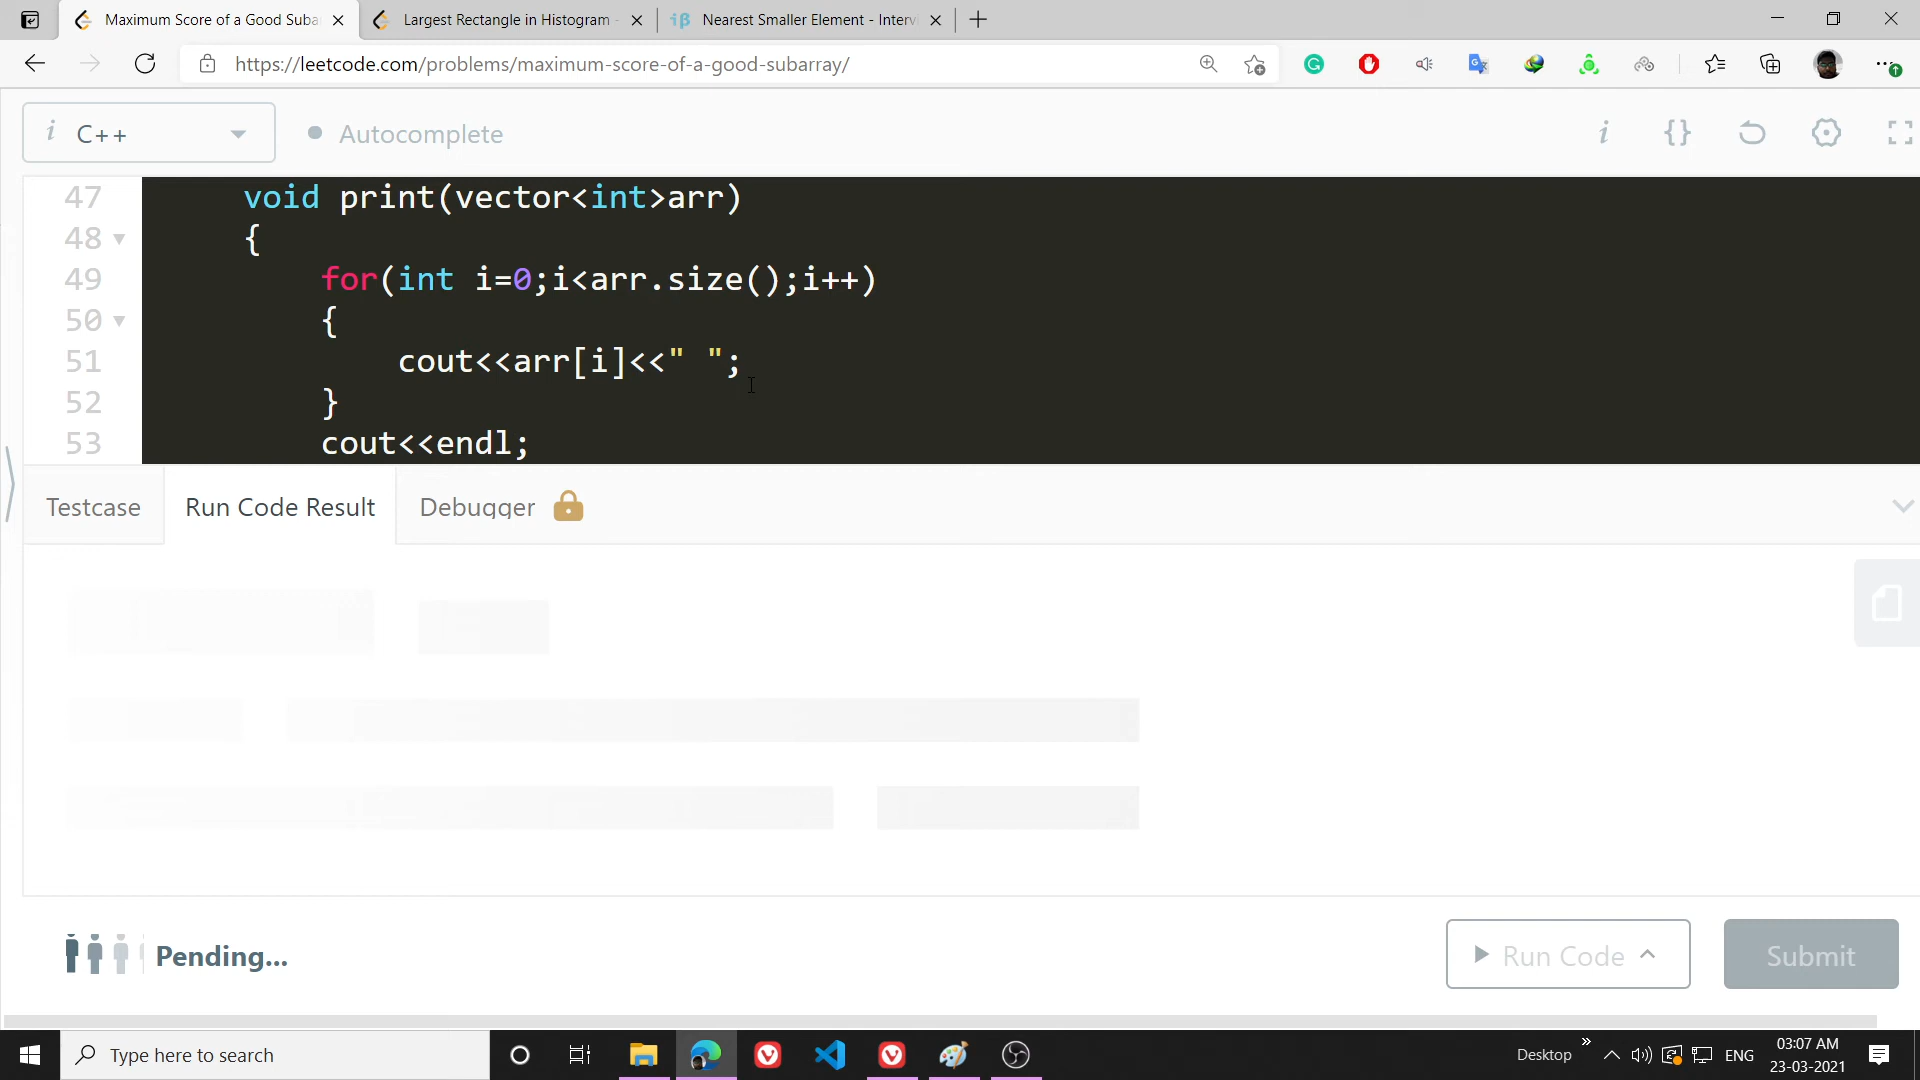 Maximum Score of a Good Suba
Largest Rectangle in Histogram -
iβ Nearest Smaller Element - Interv
https://leetcode.com/problems/maximum-score-of-a-good-subarray/
i C++
Autocomplete
i {}
47 void print(vector<int>arr)
48 {
49 for(int i=0;i<arr.size();i++)
50 {
51 cout<<arr[i]<<" ";
52 }
53 cout<<endl;
Testcase
Run Code Result
Debugger
Pending...
Run Code
Submit
Type here to search
Desktop
ENG
03:07 AM
23-03-2021